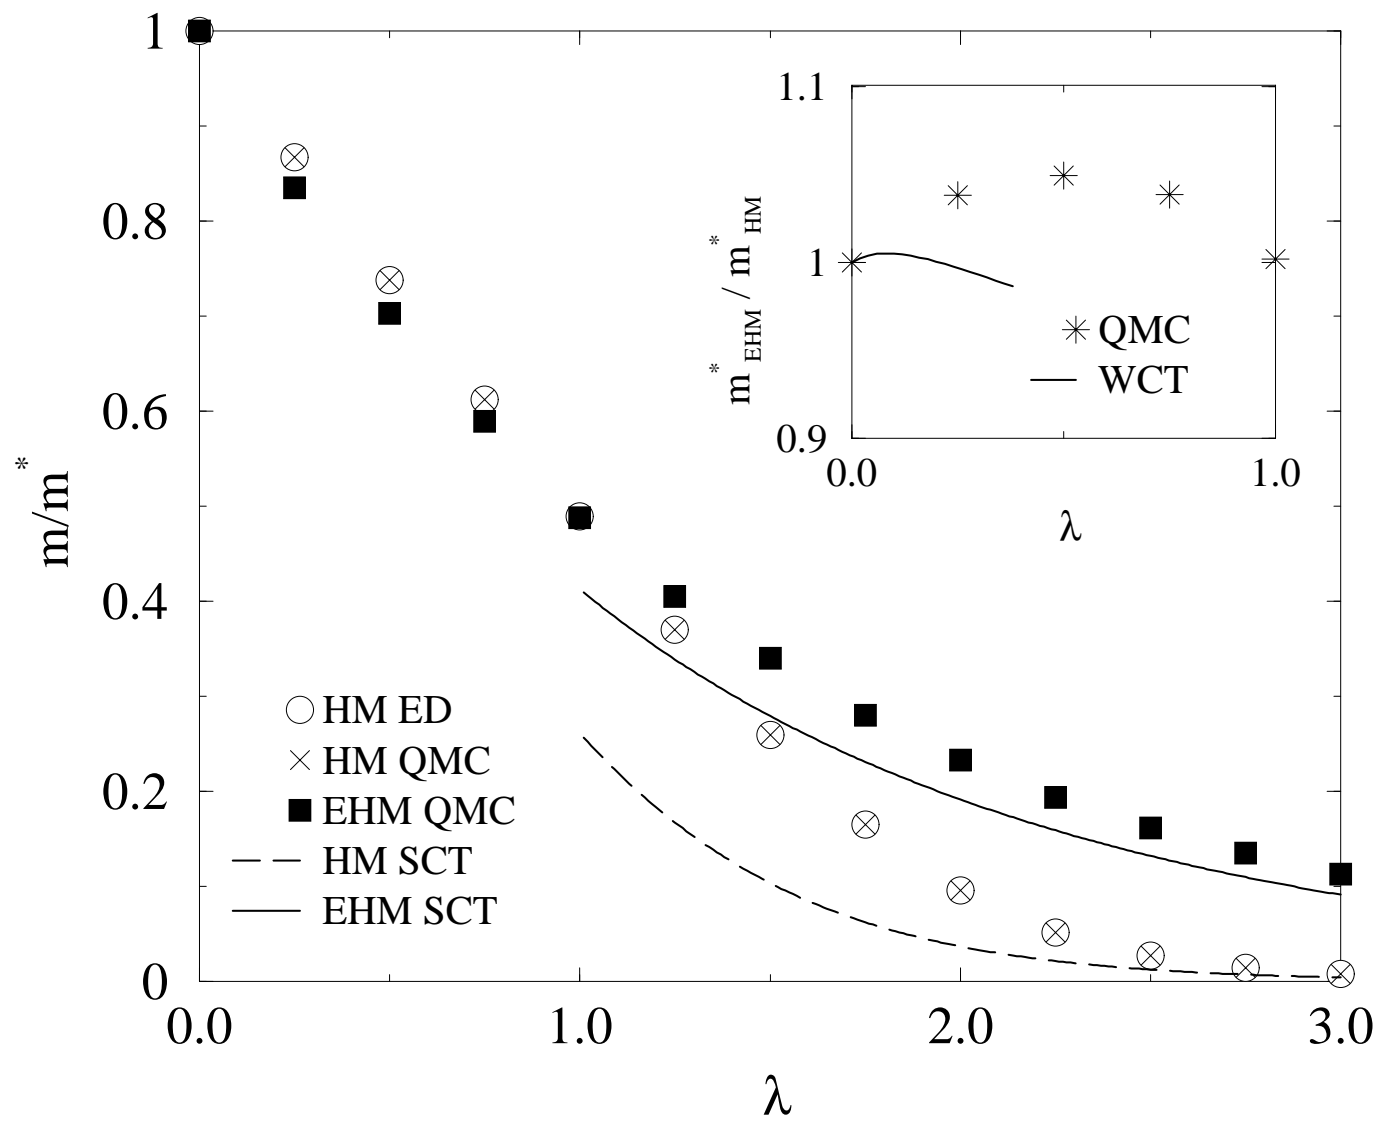 1
0.8
0.6
0.4
0.2
0
m/m*
0.0
1.0
2.0
3.0
λ
HM ED
HM QMC
EHM QMC
HM SCT
EHM SCT
1.1
1
0.9
m*EHM / m*HM
0.0
1.0
λ
QMC
WCT